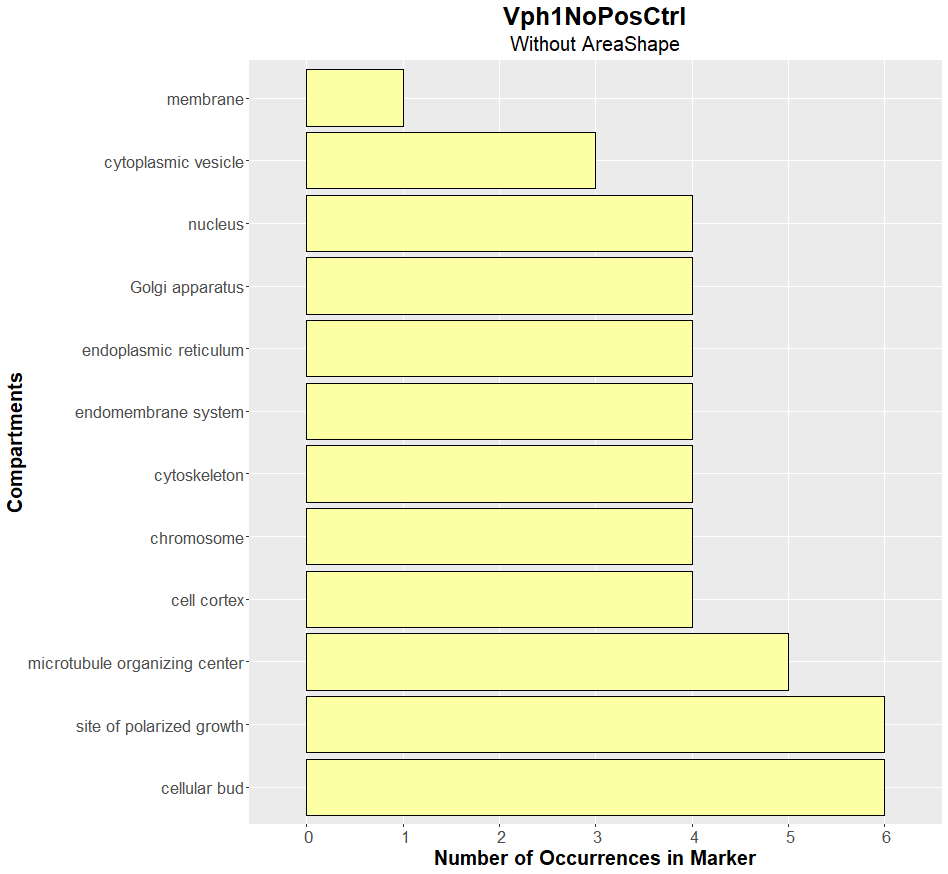 Vph1NoPosCtrl
Without AreaShape
membrane
cytoplasmic vesicle
nucleus
Golgi apparatus
endoplasmic reticulum
endomembrane system
cytoskeleton
chromosome
cell cortex
microtubule organizing center
site of polarized growth
cellular bud
Compartments
0 1 2 3 4 5 6
Number of Occurrences in Marker